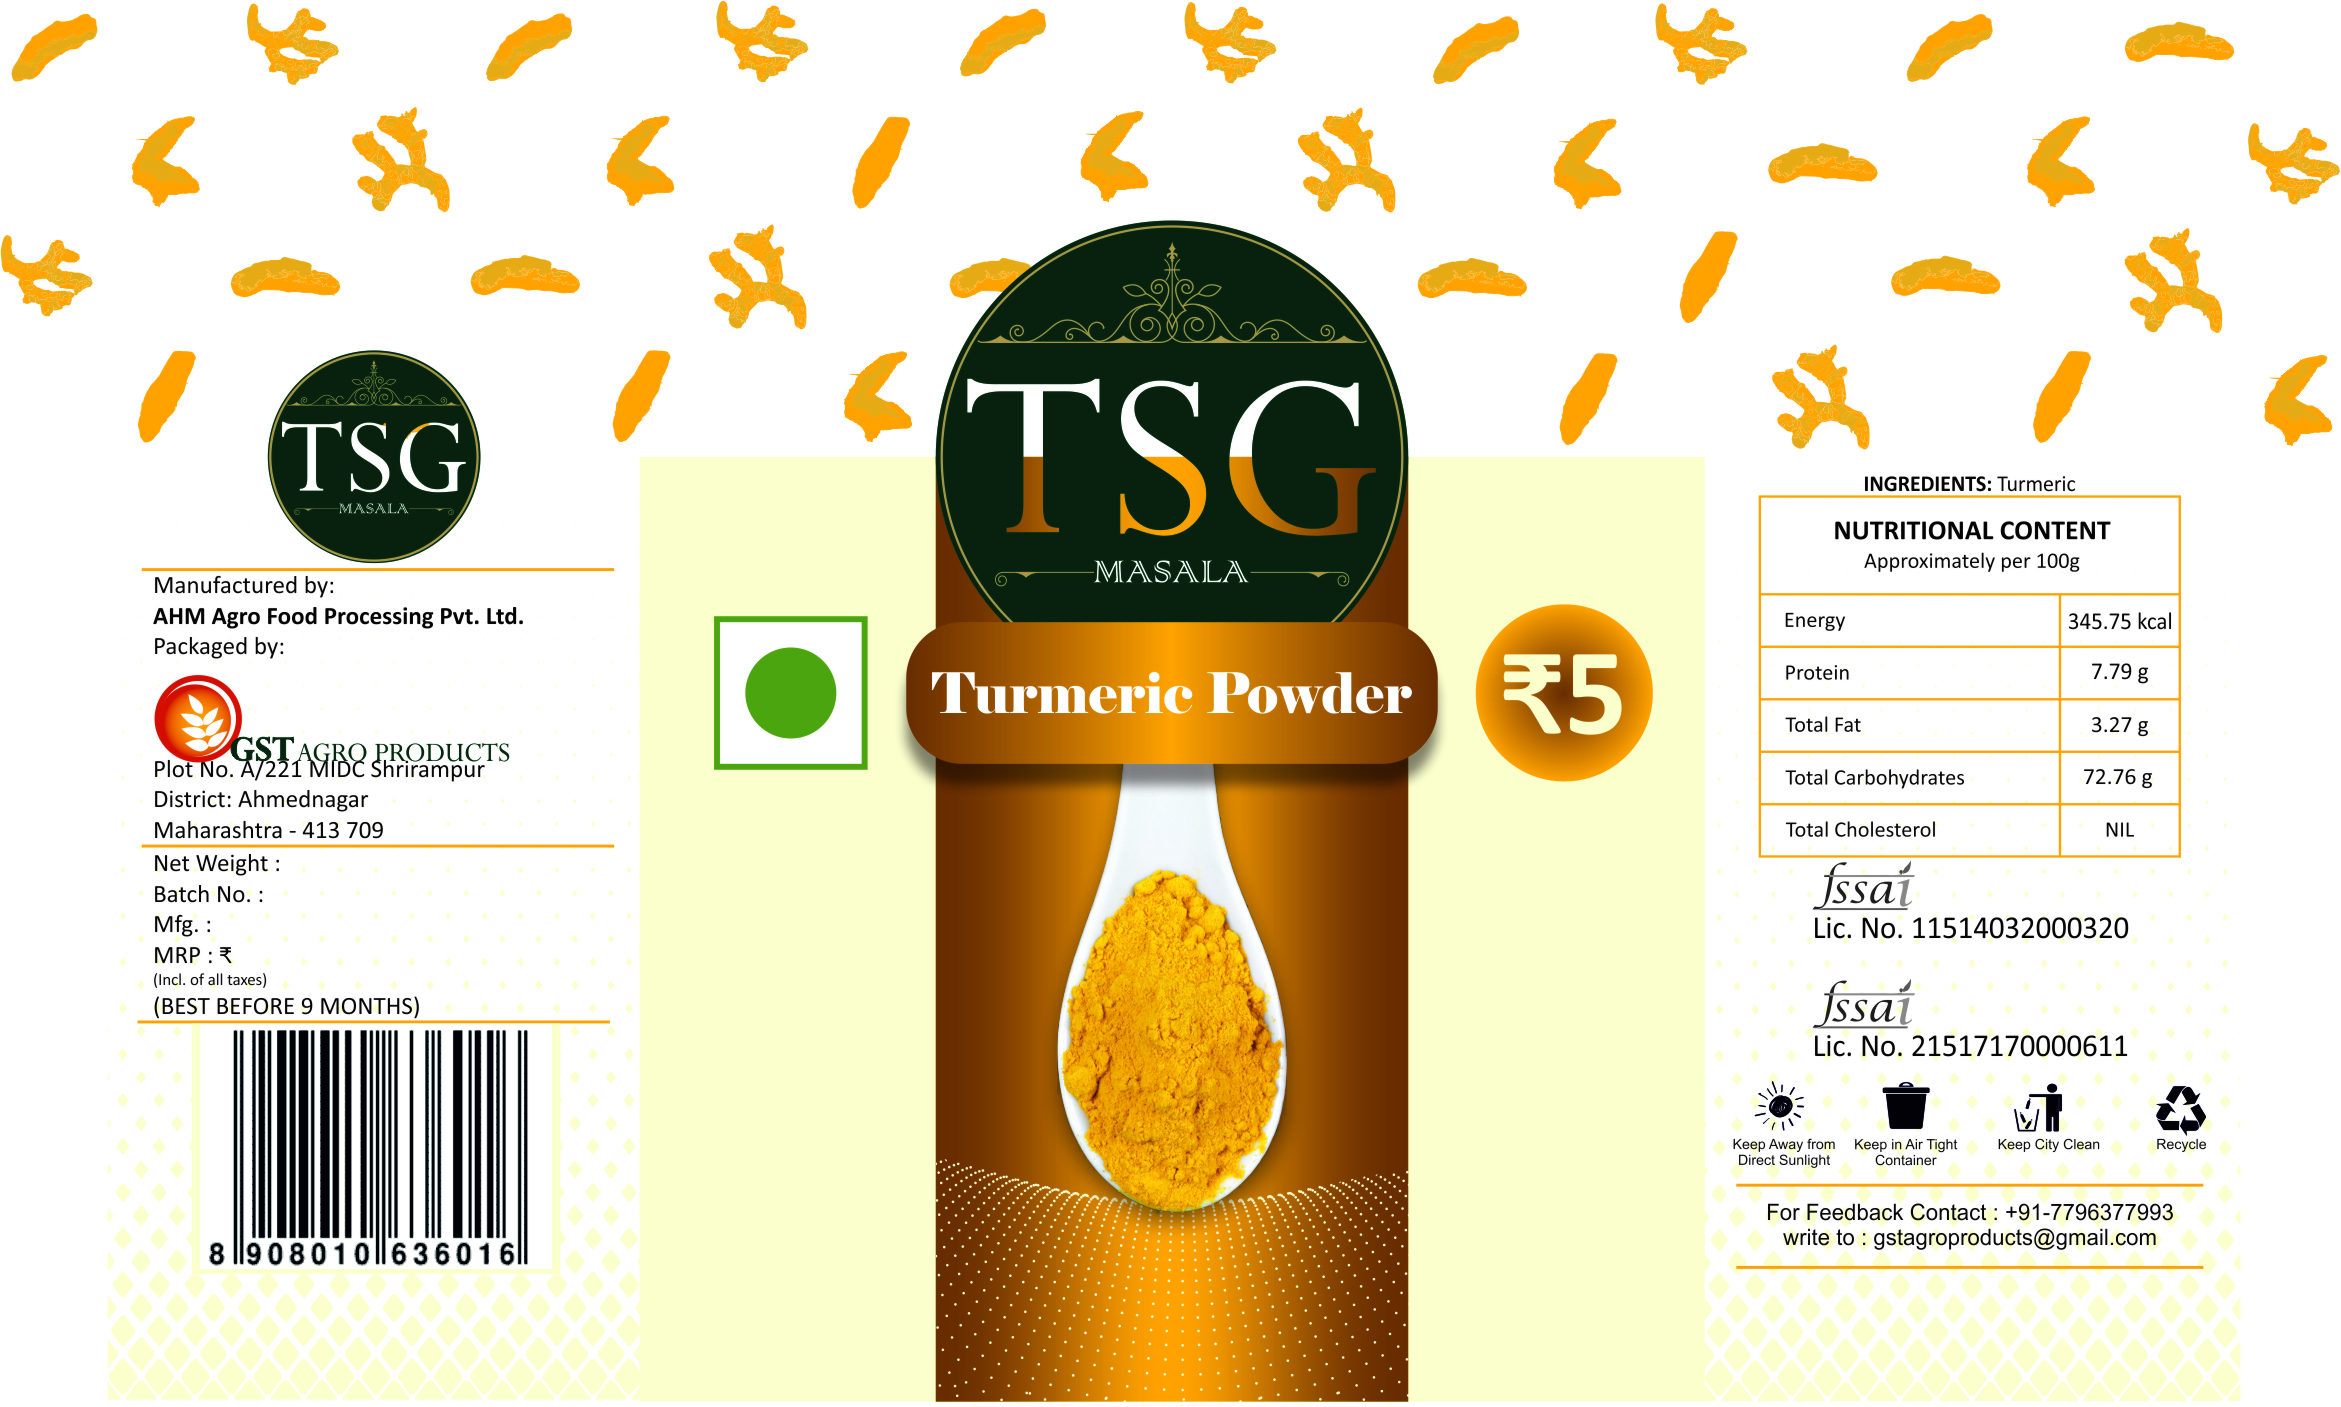 TSG
MASALA
Manufactured by:
AHM Agro Food Processing Pvt. Ltd.
Packaged by:
GST AGRO PRODUCTS
Plot No. A/221 MIDC Shrirampur
District: Ahmednagar
Maharashtra - 413 709
Net Weight :
Batch No. :
Mfg. :
MRP : ₹
(Incl. of all taxes)
(BEST BEFORE 9 MONTHS)
8 908010 636016
TSG
MASALA
Turmeric Powder
₹5
INGREDIENTS: Turmeric
NUTRITIONAL CONTENT
Approximately per 100g
Energy 345.75 kcal
Protein 7.79 g
Total Fat 3.27 g
Total Carbohydrates 72.76 g
Total Cholesterol NIL
fssai
Lic. No. 11514032000320
fssai
Lic. No. 21517170000611
Keep Away from
Direct Sunlight
Keep in Air Tight
Container
Keep City Clean
Recycle
For Feedback Contact : +91-7796377993
write to : gstagroproducts@gmail.com